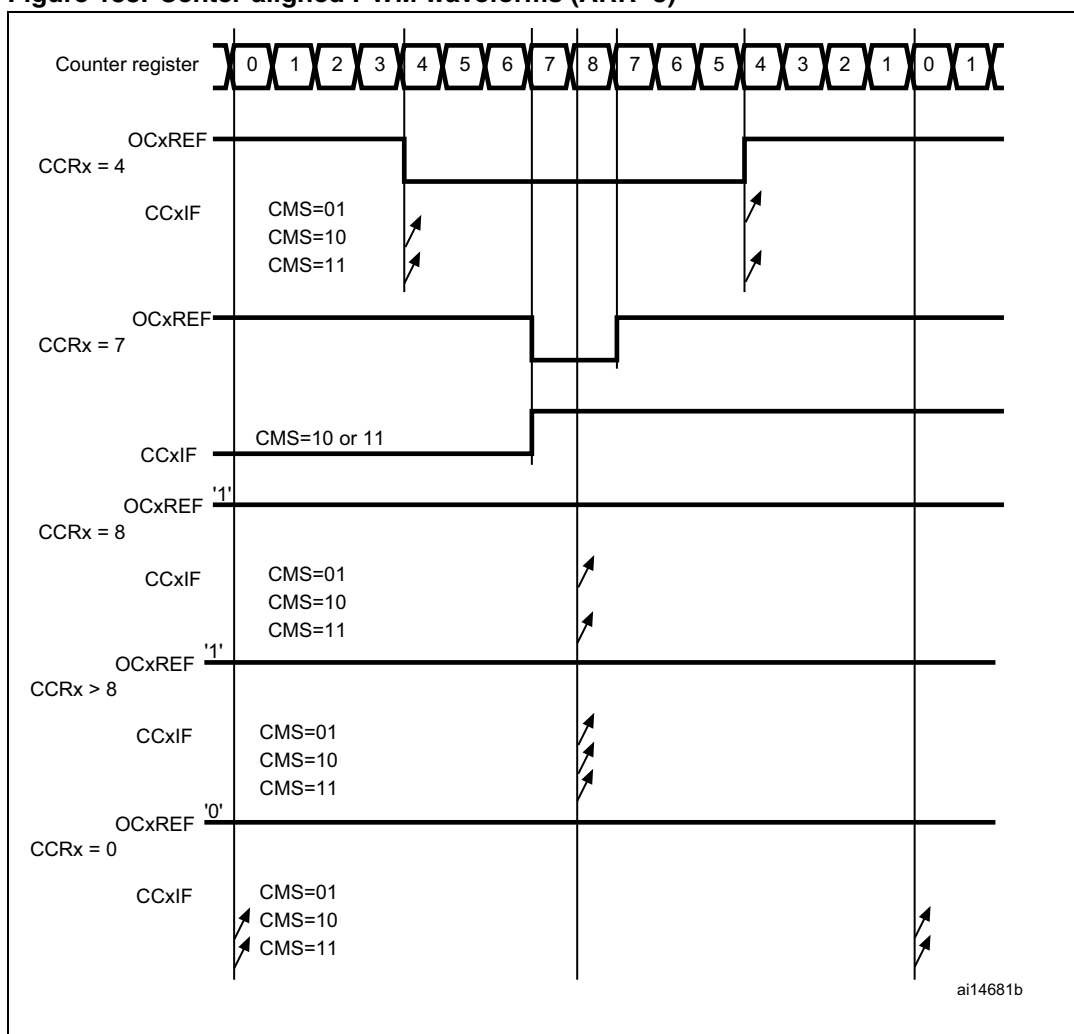 Counter register 0 1 2 3 4 5 6 7 8 7 6 5 4 3 2 1 0 1
OCxREF
CCRx = 4
CCxIF CMS=01
CMS=10
CMS=11
OCxREF
CCRx = 7
CMS=10 or 11
CCxIF
'1'
OCxREF
CCRx = 8
CCxIF CMS=01
CMS=10
CMS=11
'1'
OCxREF
CCRx > 8
CCxIF CMS=01
CMS=10
CMS=11
'0'
OCxREF
CCRx = 0
CCxIF CMS=01
CMS=10
CMS=11
ai14681b